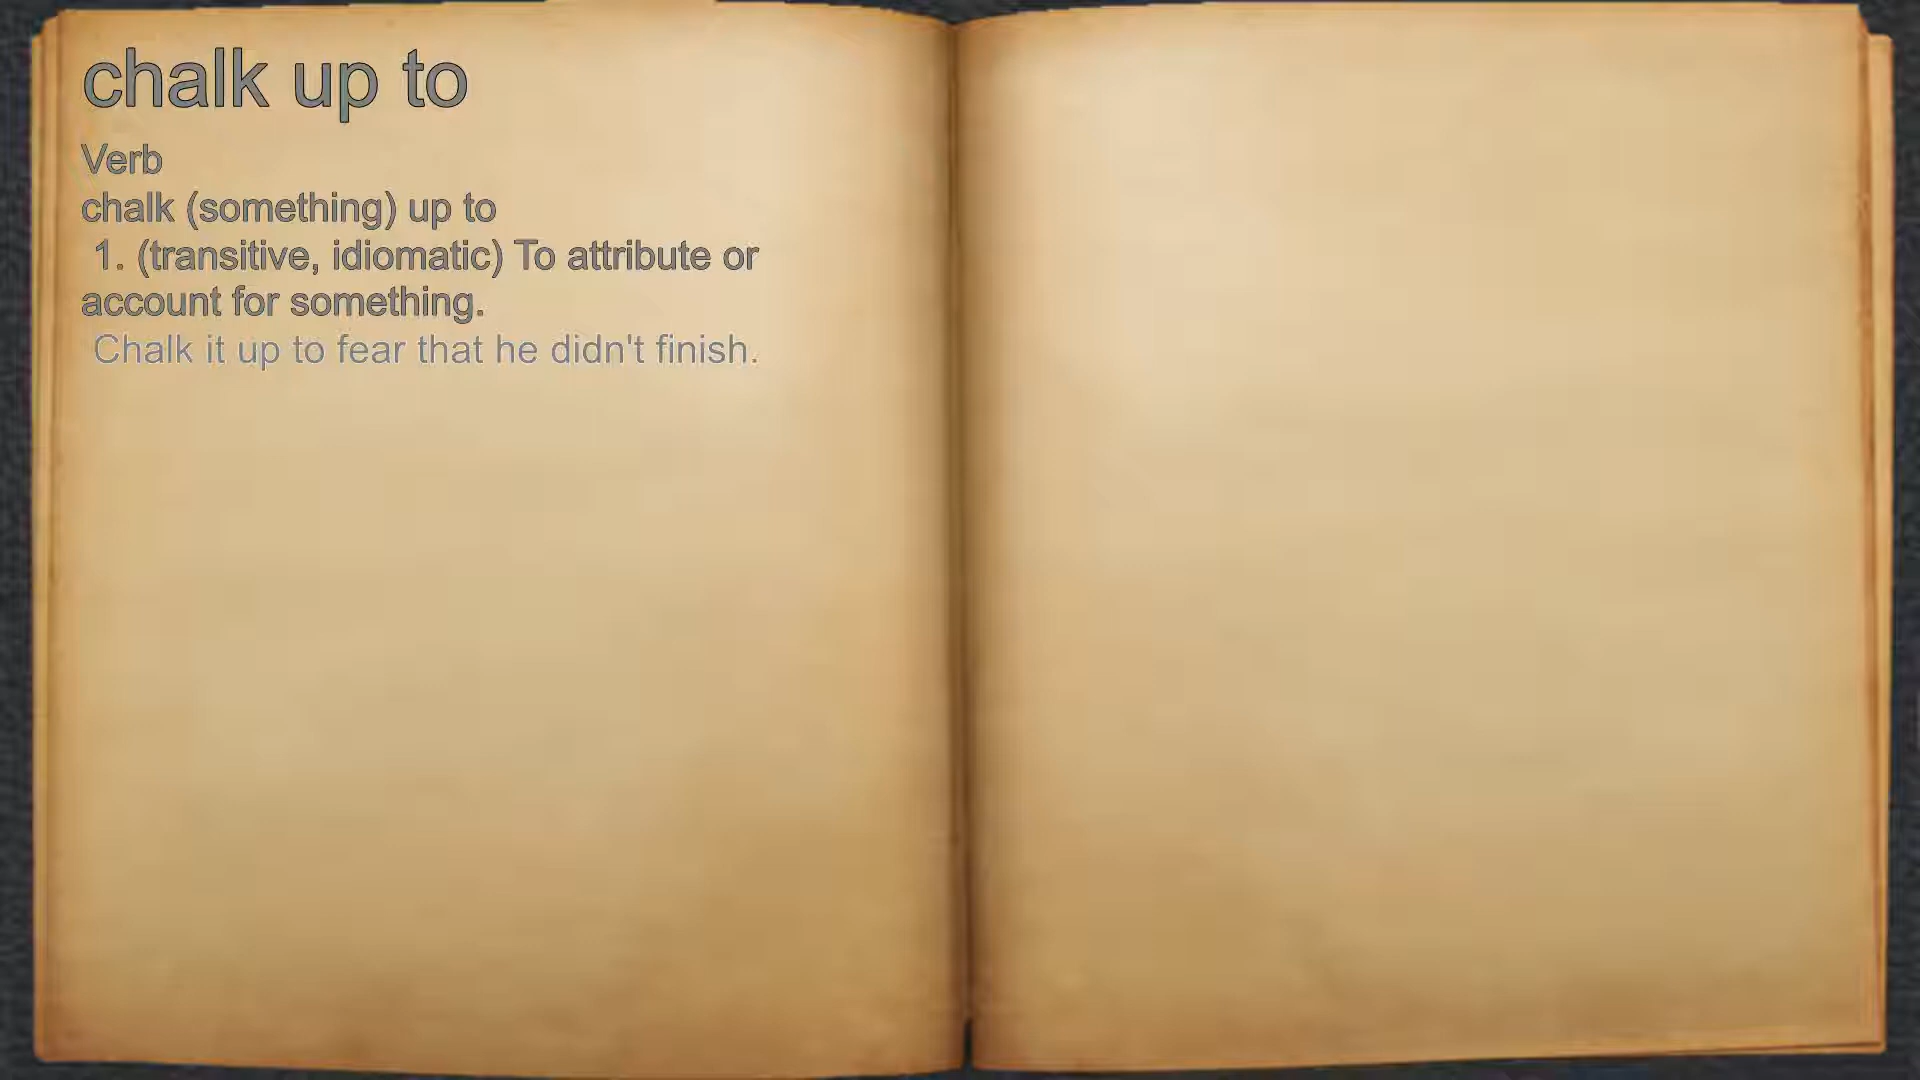 chalk up to
Verb
chalk (something) up to
1. (transitive, idiomatic) To attribute or
account for something.
Chalk it up to fear that he didn't finish.